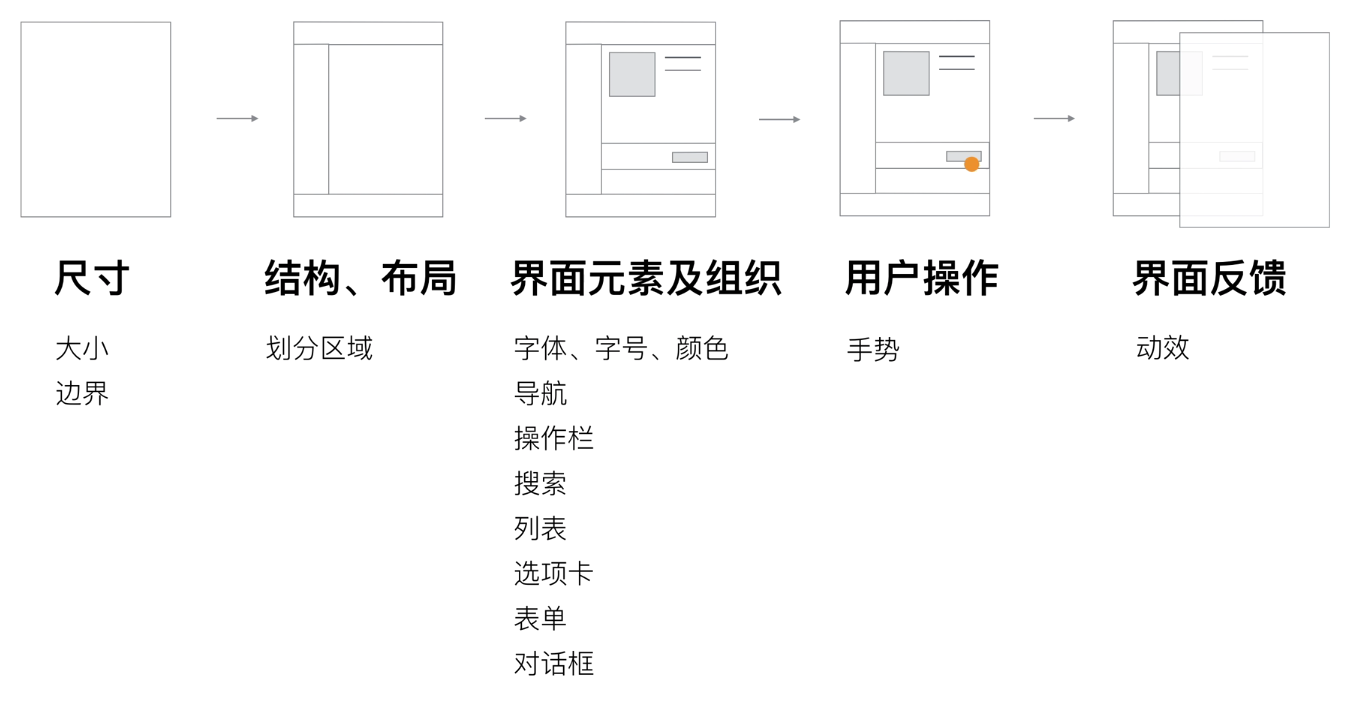 尺寸
大小
边界
结构、布局
划分区域
界面元素及组织
字体、字号、颜色
导航
操作栏
搜索
列表
选项卡
表单
对话框
用户操作
手势
界面反馈
动效